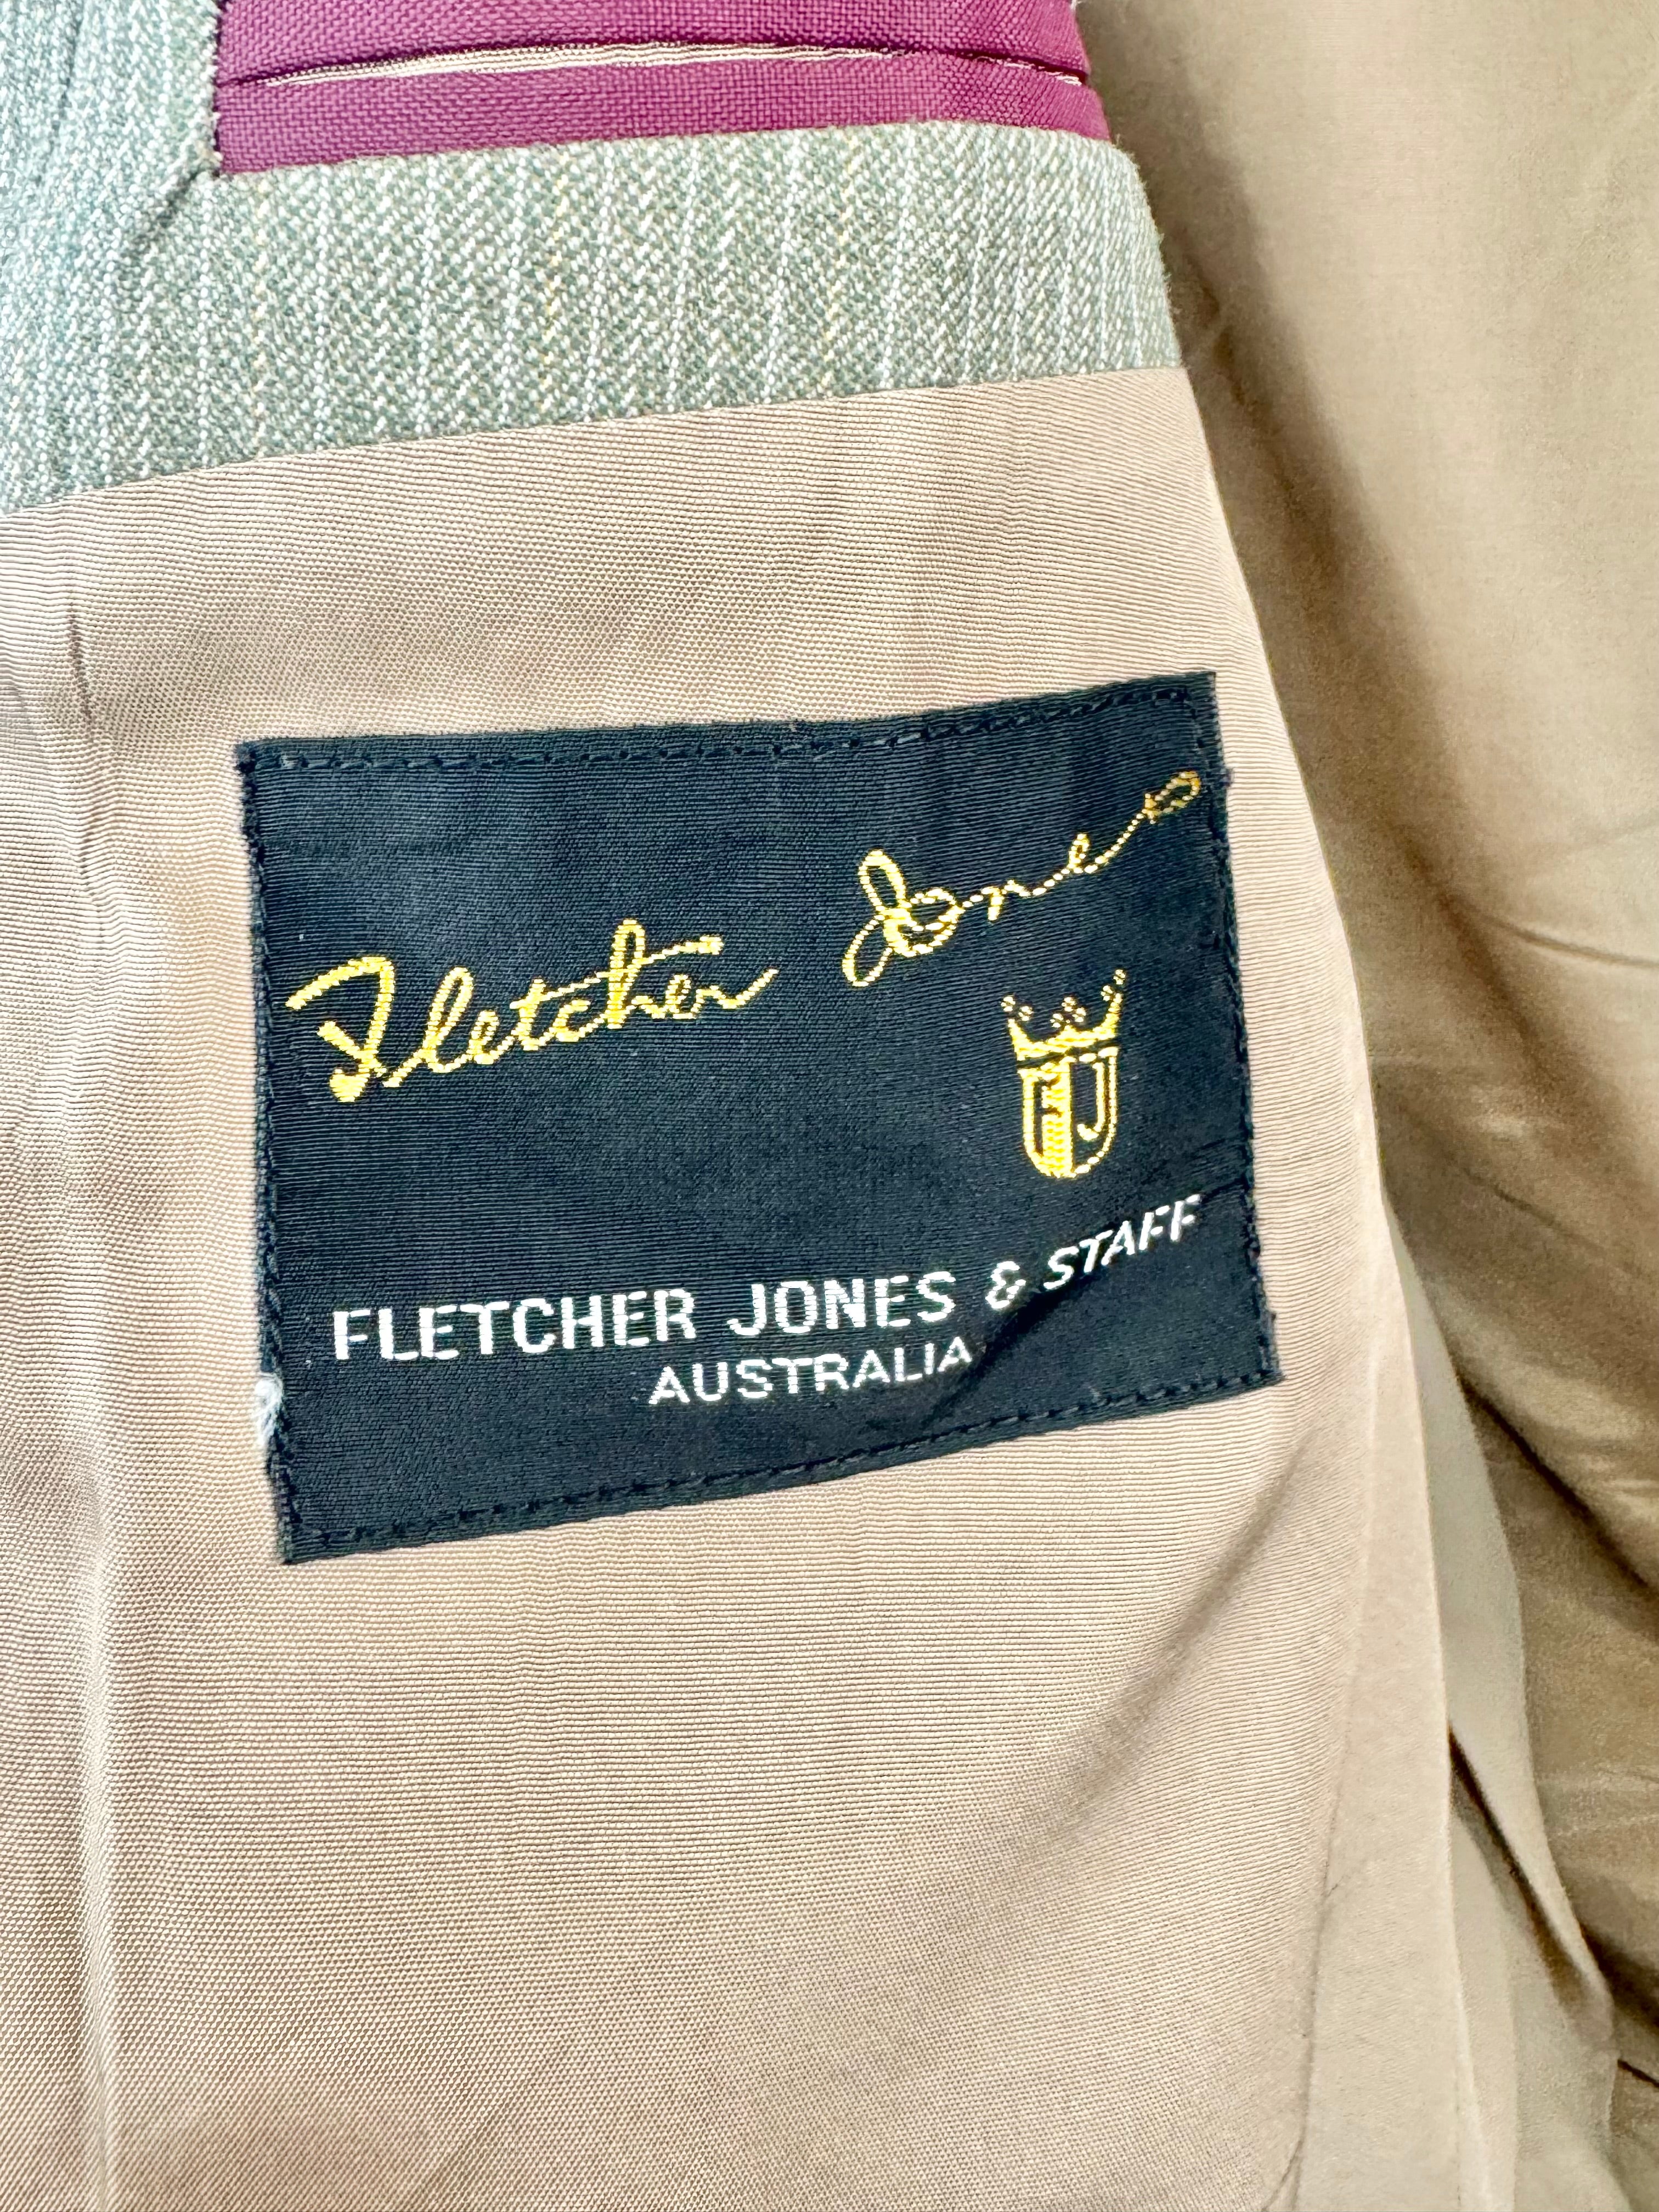 Fletcher Jones
FJ
FLETCHER JONES & STAFF
AUSTRALIA